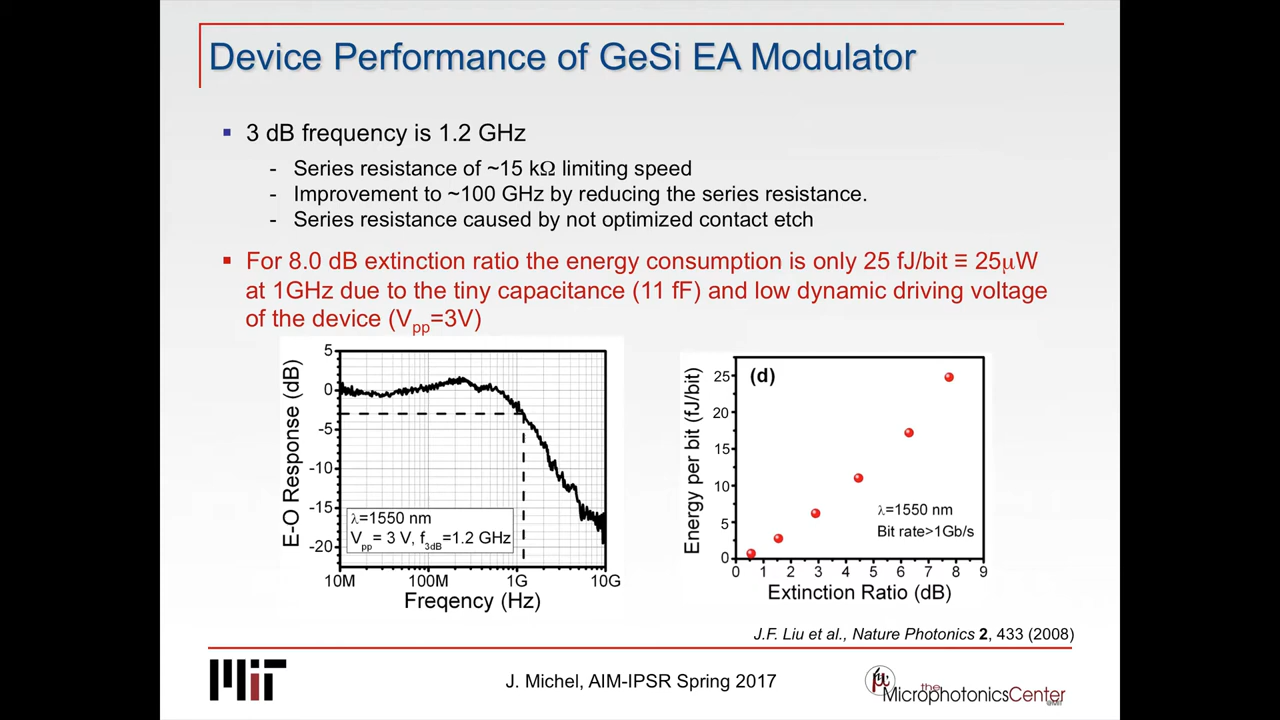 Device Performance of GeSi EA Modulator
▪ 3 dB frequency is 1.2 GHz
- Series resistance of ~15 kΩ limiting speed
- Improvement to ~100 GHz by reducing the series resistance.
- Series resistance caused by not optimized contact etch
▪ For 8.0 dB extinction ratio the energy consumption is only 25 fJ/bit ≡ 25μW
at 1GHz due to the tiny capacitance (11 fF) and low dynamic driving voltage
of the device (Vpp=3V)
E-O Response (dB)
5
0
-5
-10
-15
-20
λ=1550 nm
Vpp= 3 V, f3dB=1.2 GHz
10M 100M 1G 10G
Freqency (Hz)
Energy per bit (fJ/bit)
25
20
15
10
5
0
(d)
λ=1550 nm
Bit rate>1Gb/s
0 1 2 3 4 5 6 7 8 9
Extinction Ratio (dB)
J.F. Liu et al., Nature Photonics 2, 433 (2008)
MIT
J. Michel, AIM-IPSR Spring 2017
μ
the
MicrophotonicsCenter
@MIT